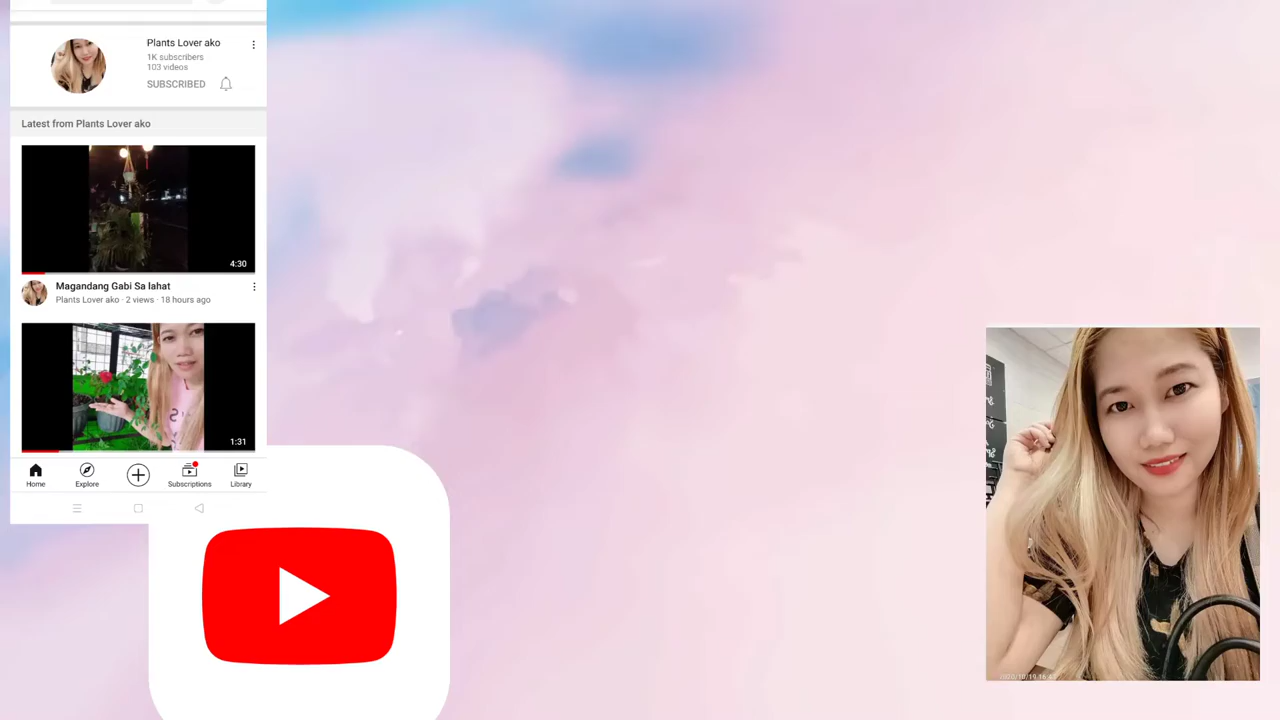 Plants Lover ako
1K subscribers
103 videos
SUBSCRIBED
Latest from Plants Lover ako
4:30
Magandang Gabi Sa lahat
Plants Lover ako · 2 views · 18 hours ago
1:31
Home
Explore
Subscriptions
Library